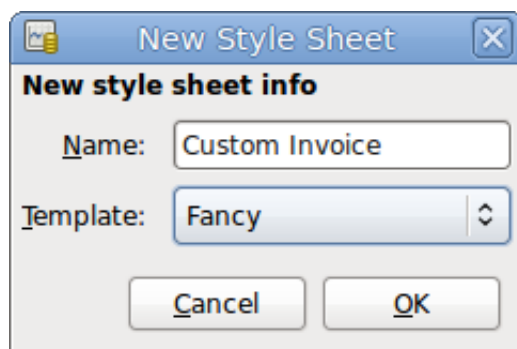 New Style Sheet
New style sheet info
Name: Custom Invoice
Template: Fancy
Cancel OK